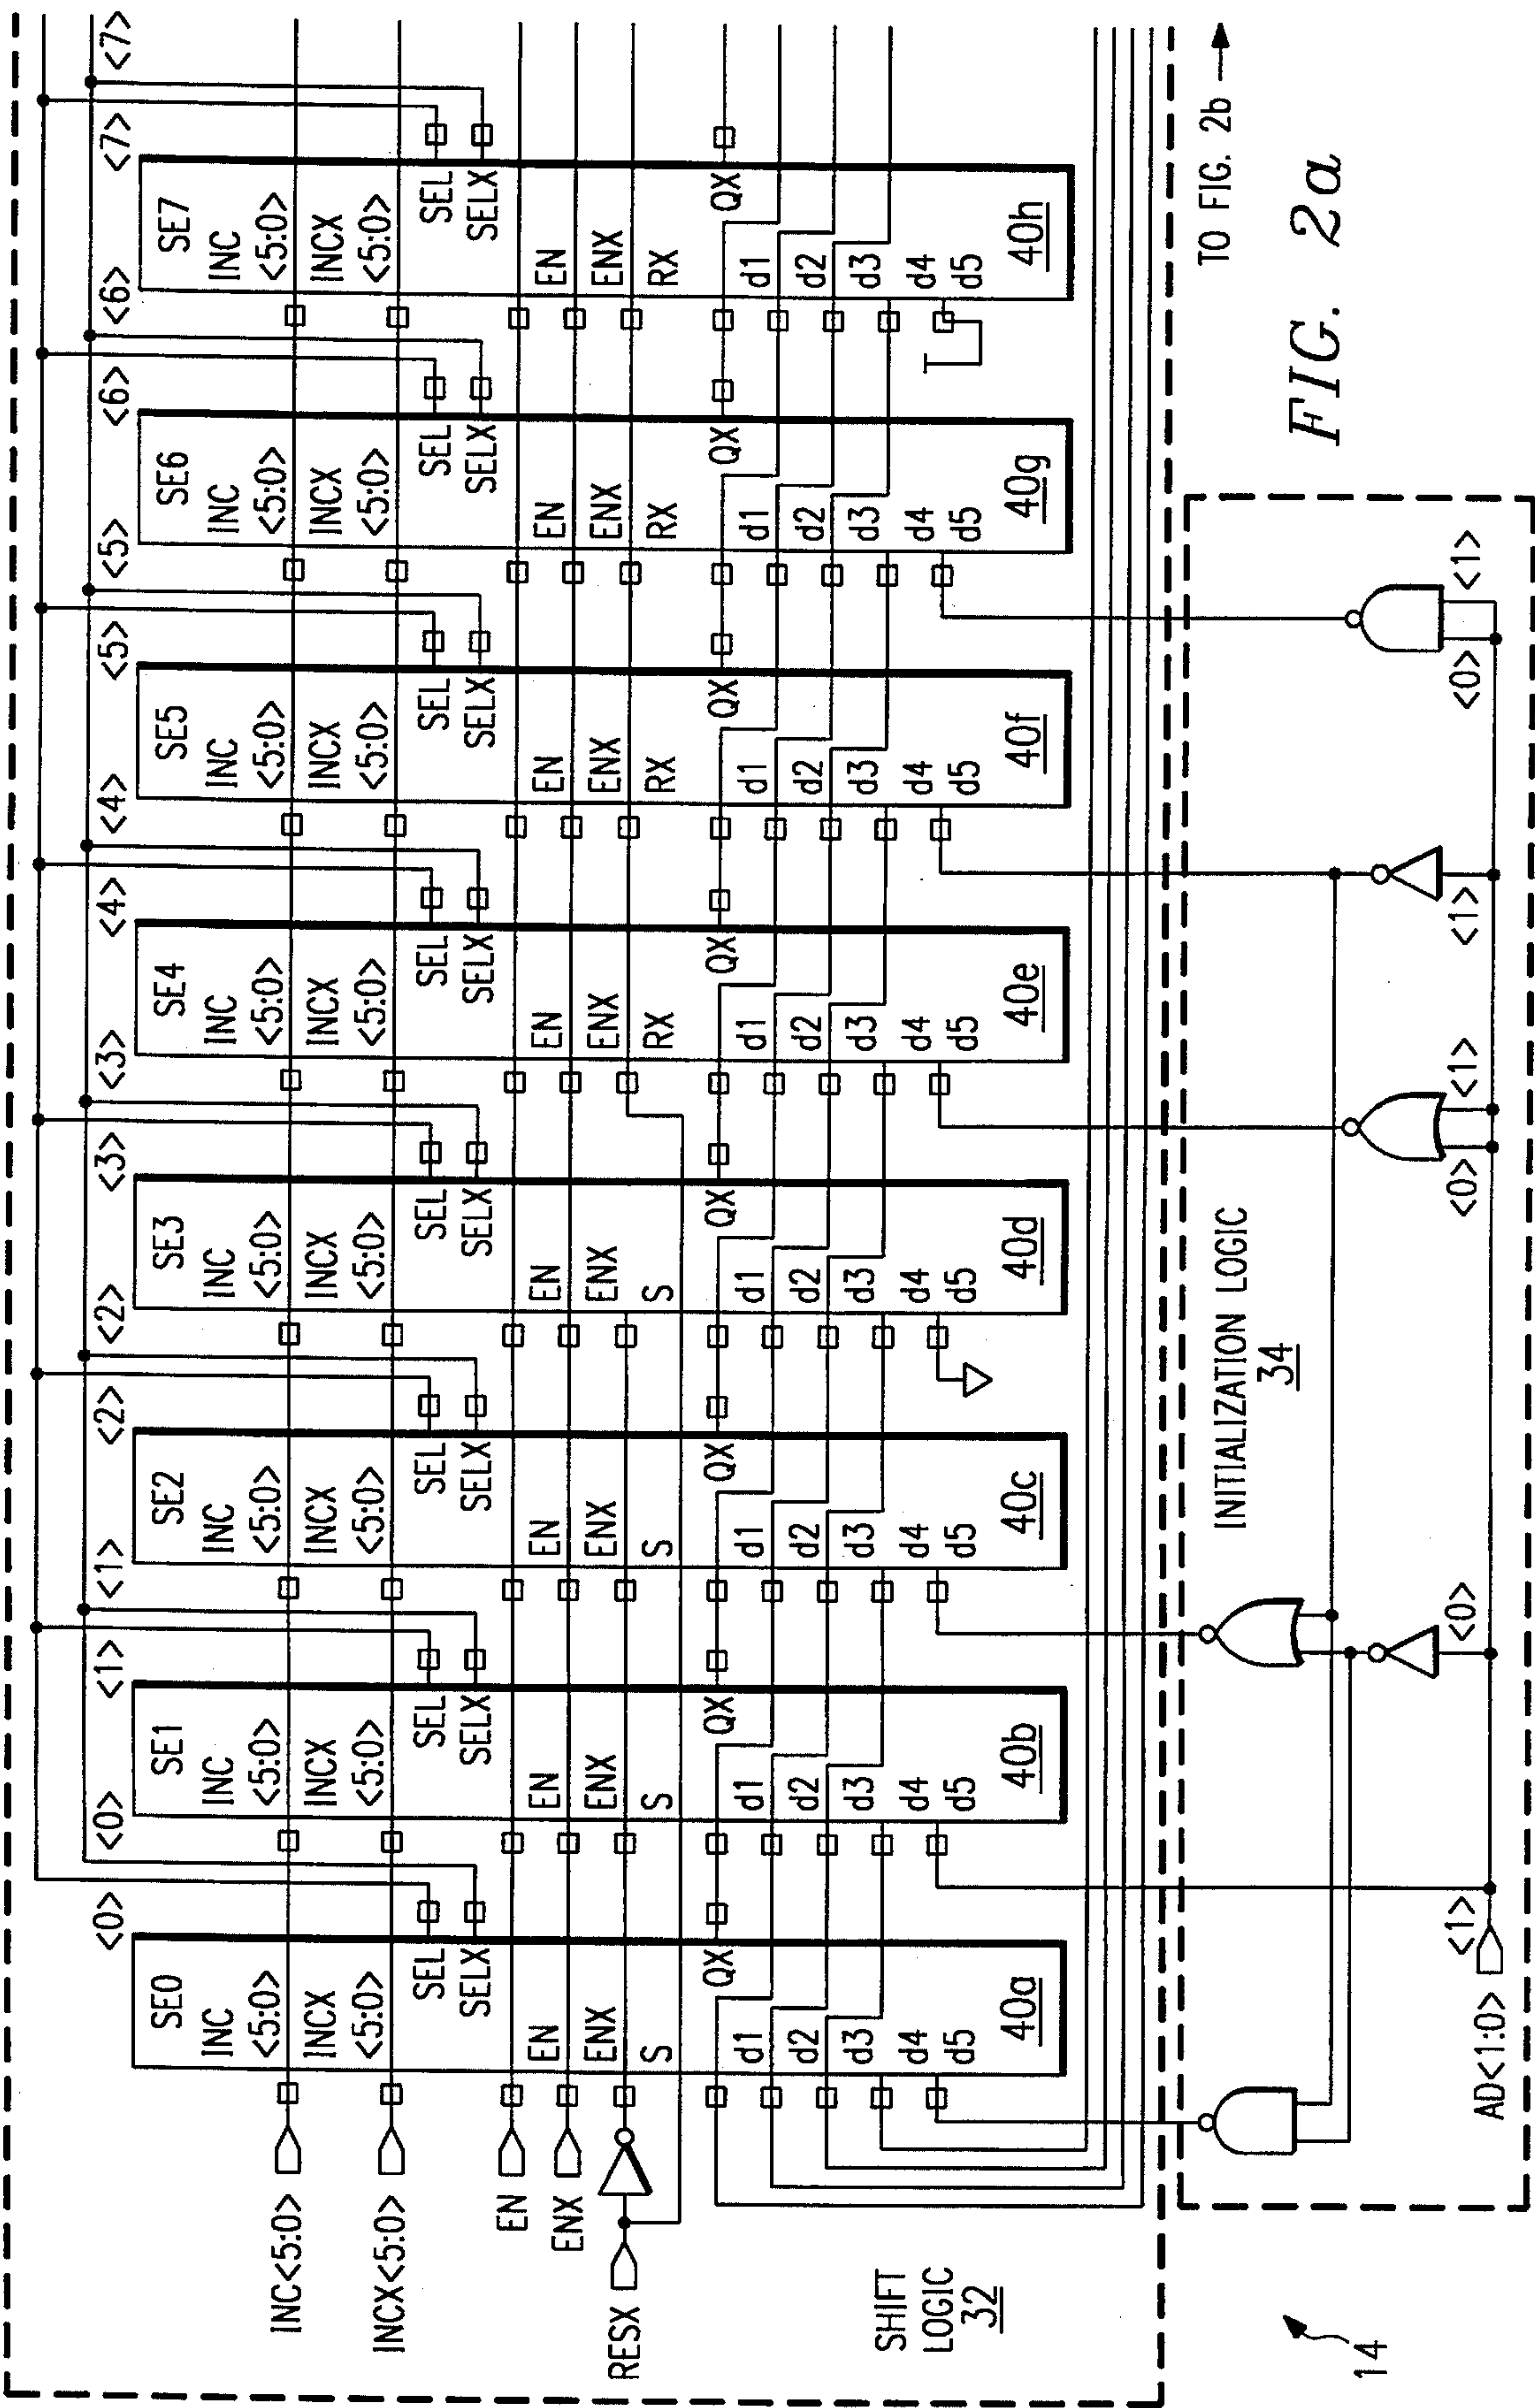 <0> <0> <1> <1> <2> <2> <3> <3> <4> <4> <5> <5> <6> <6> <7> <7>
INC<5:0>
INCX<5:0>
EN
ENX
RESX
SHIFT
LOGIC
32
SE0
INC
<5:0>
INCX
<5:0>
SEL
SELX
EN
ENX
S
QX
d1
d2
d3
d4
d5
40a
SE1
INC
<5:0>
INCX
<5:0>
SEL
SELX
EN
ENX
S
QX
d1
d2
d3
d4
d5
40b
SE2
INC
<5:0>
INCX
<5:0>
SEL
SELX
EN
ENX
S
QX
d1
d2
d3
d4
d5
40c
SE3
INC
<5:0>
INCX
<5:0>
SEL
SELX
EN
ENX
S
QX
d1
d2
d3
d4
d5
40d
SE4
INC
<5:0>
INCX
<5:0>
SEL
SELX
EN
ENX
RX
QX
d1
d2
d3
d4
d5
40e
SE5
INC
<5:0>
INCX
<5:0>
SEL
SELX
EN
ENX
RX
QX
d1
d2
d3
d4
d5
40f
SE6
INC
<5:0>
INCX
<5:0>
SEL
SELX
EN
ENX
RX
QX
d1
d2
d3
d4
d5
40g
SE7
INC
<5:0>
INCX
<5:0>
SEL
SELX
EN
ENX
RX
QX
d1
d2
d3
d4
d5
40h
INITIALIZATION LOGIC
34
AD<1:0>
<1>
<0>
<0>
<1>
<1>
<0>
<1>
14
TO FIG. 2b
FIG. 2a